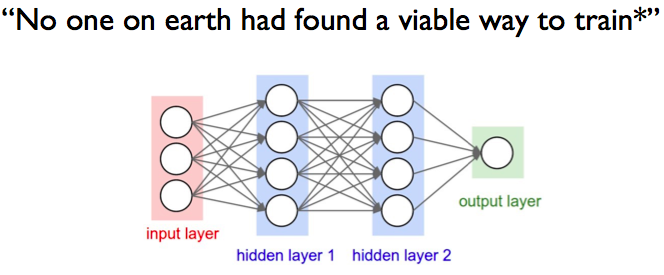 “No one on earth had found a viable way to train*”
input layer
hidden layer 1
hidden layer 2
output layer